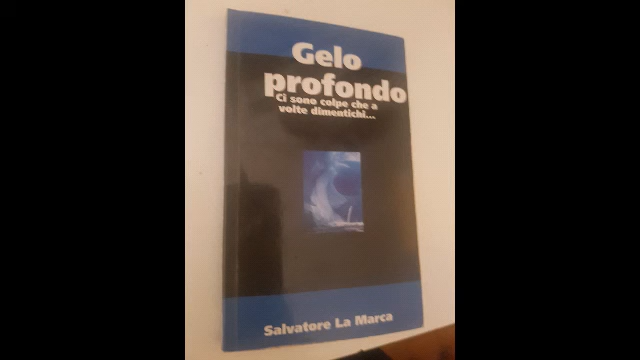 Gelo
profondo
Ci sono colpe che a
volte dimentichi...
Salvatore La Marca